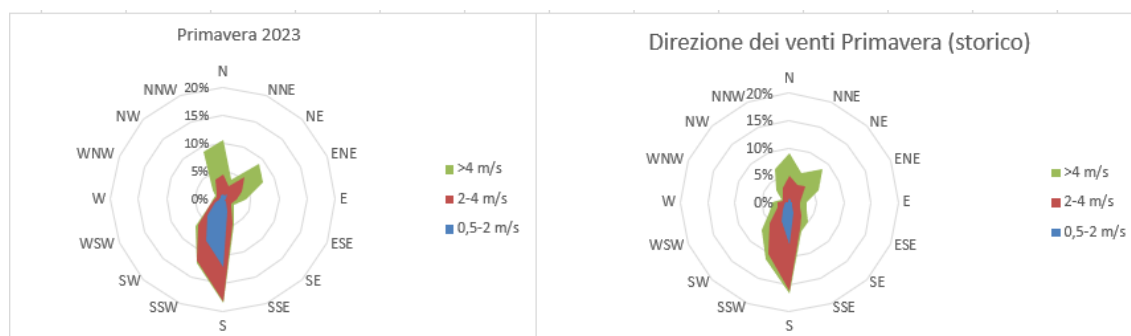 Primavera 2023
N
NNW
NNE
20%
NW
NE
15%
10%
WNW
ENE
5%
W
0%
E
WSW
ESE
SW
SE
SSW
SSE
S
>4 m/s
2-4 m/s
0,5-2 m/s
Direzione dei venti Primavera (storico)
N
NNW
NNE
20%
NW
NE
15%
10%
WNW
ENE
5%
W
0%
E
WSW
ESE
SW
SE
SSW
SSE
S
>4 m/s
2-4 m/s
0,5-2 m/s